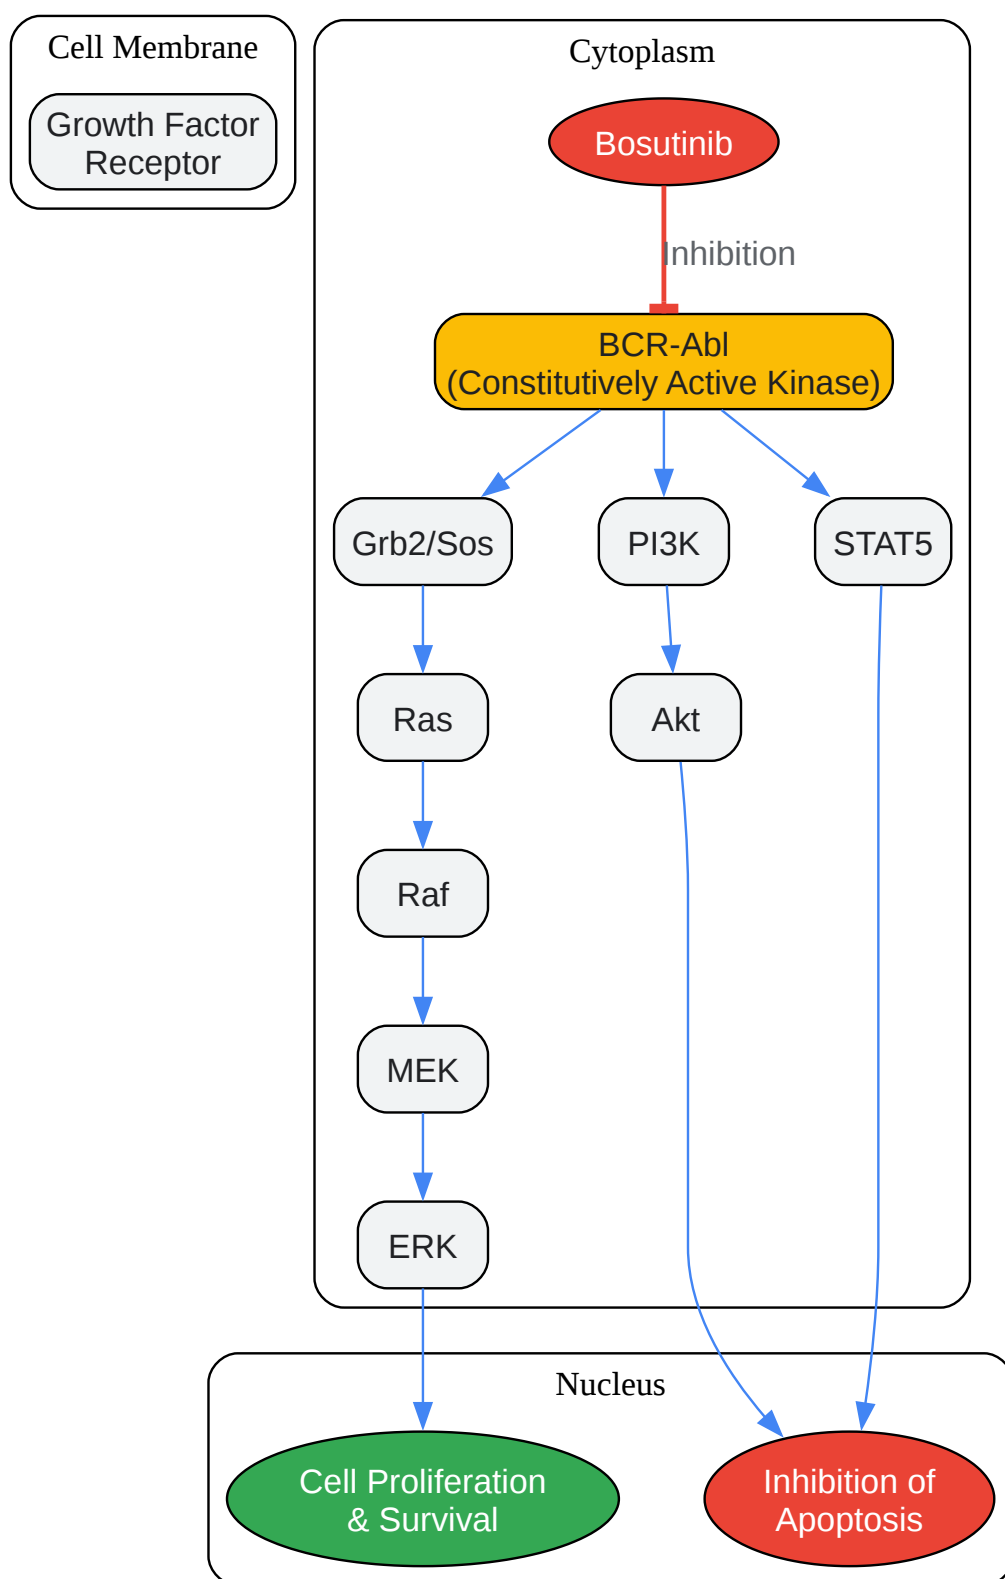 Cell Membrane
Growth Factor
Receptor
Cytoplasm
Bosutinib
Inhibition
BCR-Abl
(Constitutively Active Kinase)
Grb2/Sos
PI3K
STAT5
Ras
Akt
Raf
MEK
ERK
Nucleus
Cell Proliferation
& Survival
Inhibition of
Apoptosis